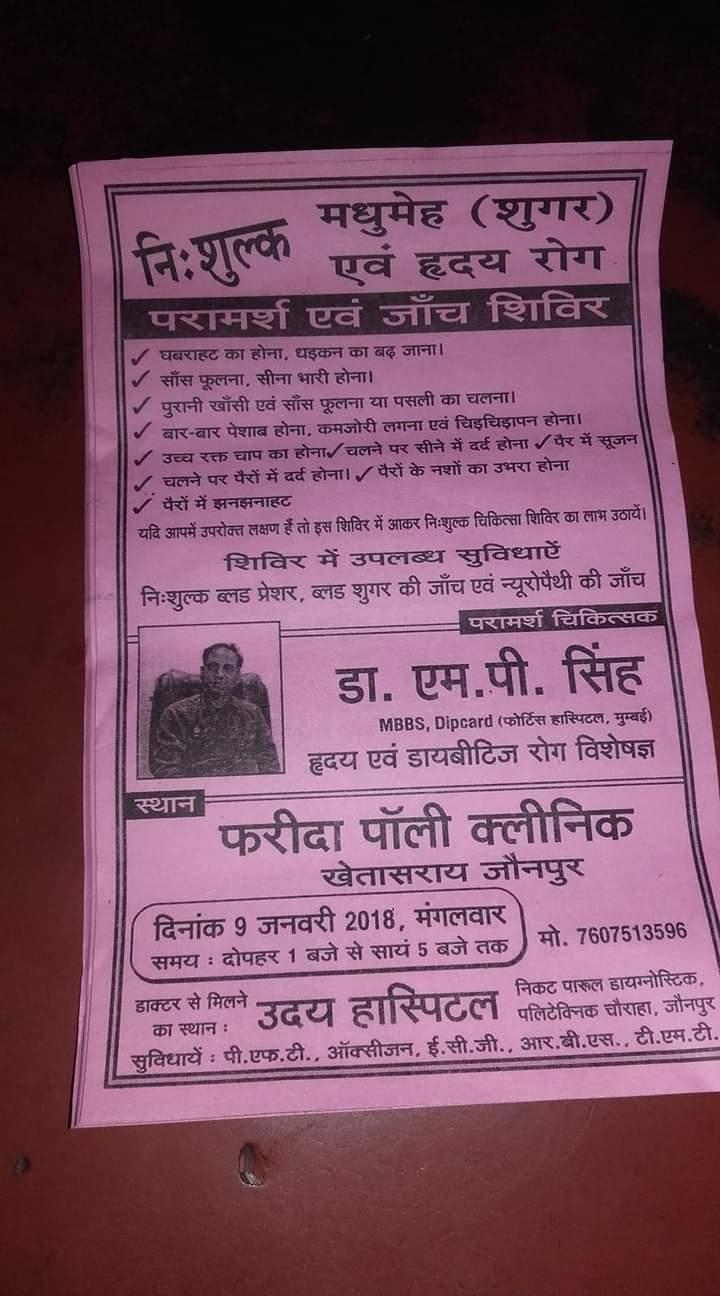 निःशुल्क मधुमेह (शुगर)
एवं हृदय रोग
परामर्श एवं जाँच शिविर
✓ घबराहट का होना, धड़कन का बढ़ जाना।
✓ साँस फूलना, सीना भारी होना।
✓ पुरानी खाँसी एवं साँस फूलना या पसली का चलना।
✓ बार-बार पेशाब होना, कमजोरी लगना एवं चिड़चिड़ापन होना।
✓ उच्च रक्त चाप का होना ✓ चलने पर सीने में दर्द होना ✓ पैर में सूजन
✓ चलने पर पैरों में दर्द होना। ✓ पैरों के नशों का उभरा होना
✓ पैरों में झनझनाहट
यदि आपमें उपरोक्त लक्षण हैं तो इस शिविर में आकर निःशुल्क चिकित्सा शिविर का लाभ उठायें।
शिविर में उपलब्ध सुविधाऐं
निःशुल्क ब्लड प्रेशर, ब्लड शुगर की जाँच एवं न्यूरोपैथी की जाँच
परामर्श चिकित्सक
डा. एम.पी. सिंह
MBBS, Dipcard (फोर्टिस हास्पिटल, मुम्बई)
हृदय एवं डायबीटिज रोग विशेषज्ञ
स्थान
फरीदा पॉली क्लीनिक
खेतासराय जौनपुर
दिनांक 9 जनवरी 2018, मंगलवार
समय : दोपहर 1 बजे से सायं 5 बजे तक
मो. 7607513596
डाक्टर से मिलने
का स्थान :
उदय हास्पिटल
निकट पारूल डायग्नोस्टिक,
पलिटेक्निक चौराहा, जौनपुर
सुविधायें : पी.एफ.टी., ऑक्सीजन, ई.सी.जी., आर.बी.एस., टी.एम.टी.